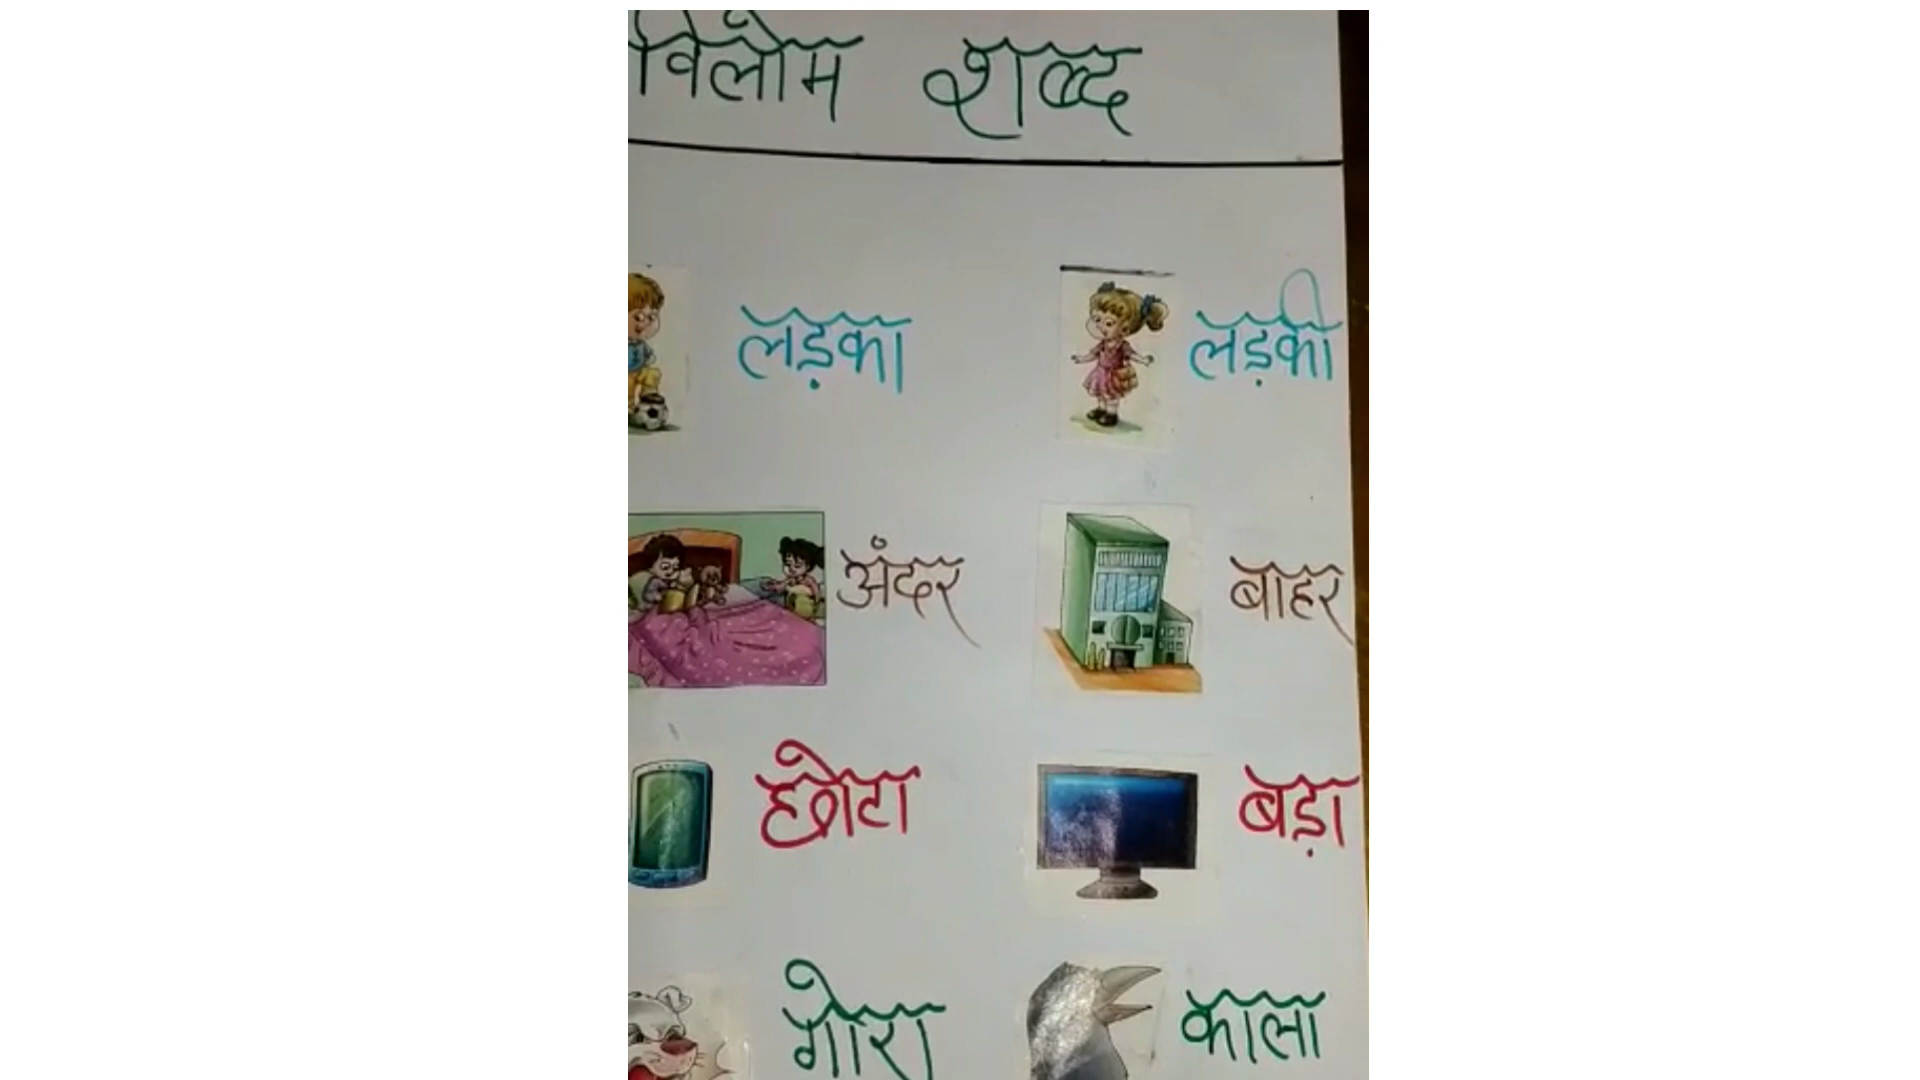 विलोम शब्द
लड़का लड़की
अंदर बाहर
छोटा बड़ा
गोरा काला